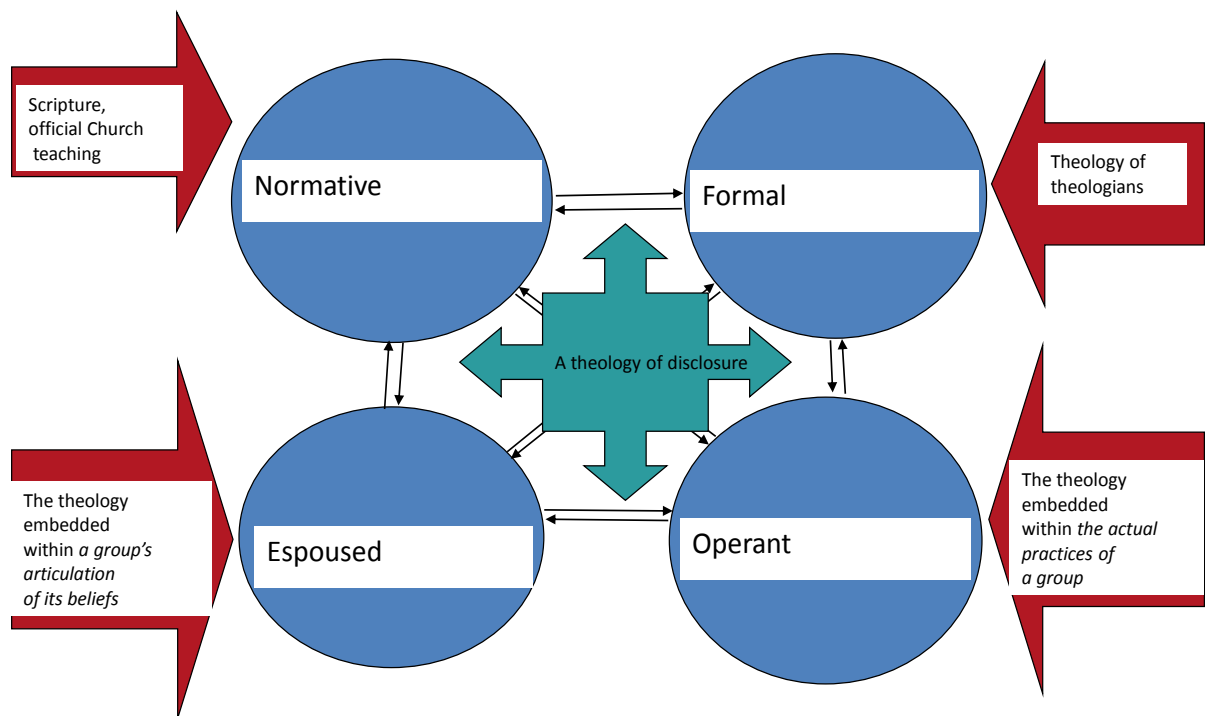 Scripture,
official Church
teaching
Normative
Formal
Theology of
theologians
A theology of disclosure
The theology
embedded
within a group’s
articulation
of its beliefs
Espoused
Operant
The theology
embedded
within the actual
practices of
a group